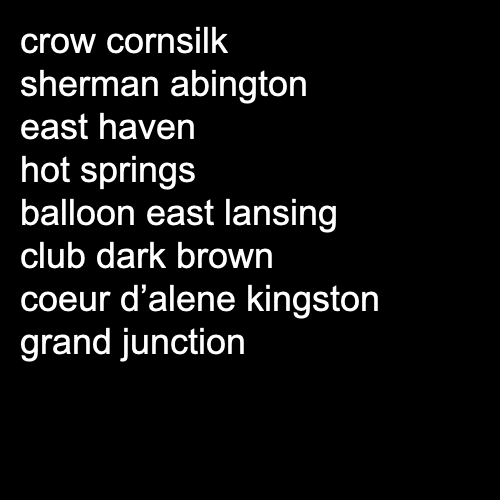 crow cornsilk
sherman abington
east haven
hot springs
balloon east lansing
club dark brown
coeur d’alene kingston
grand junction